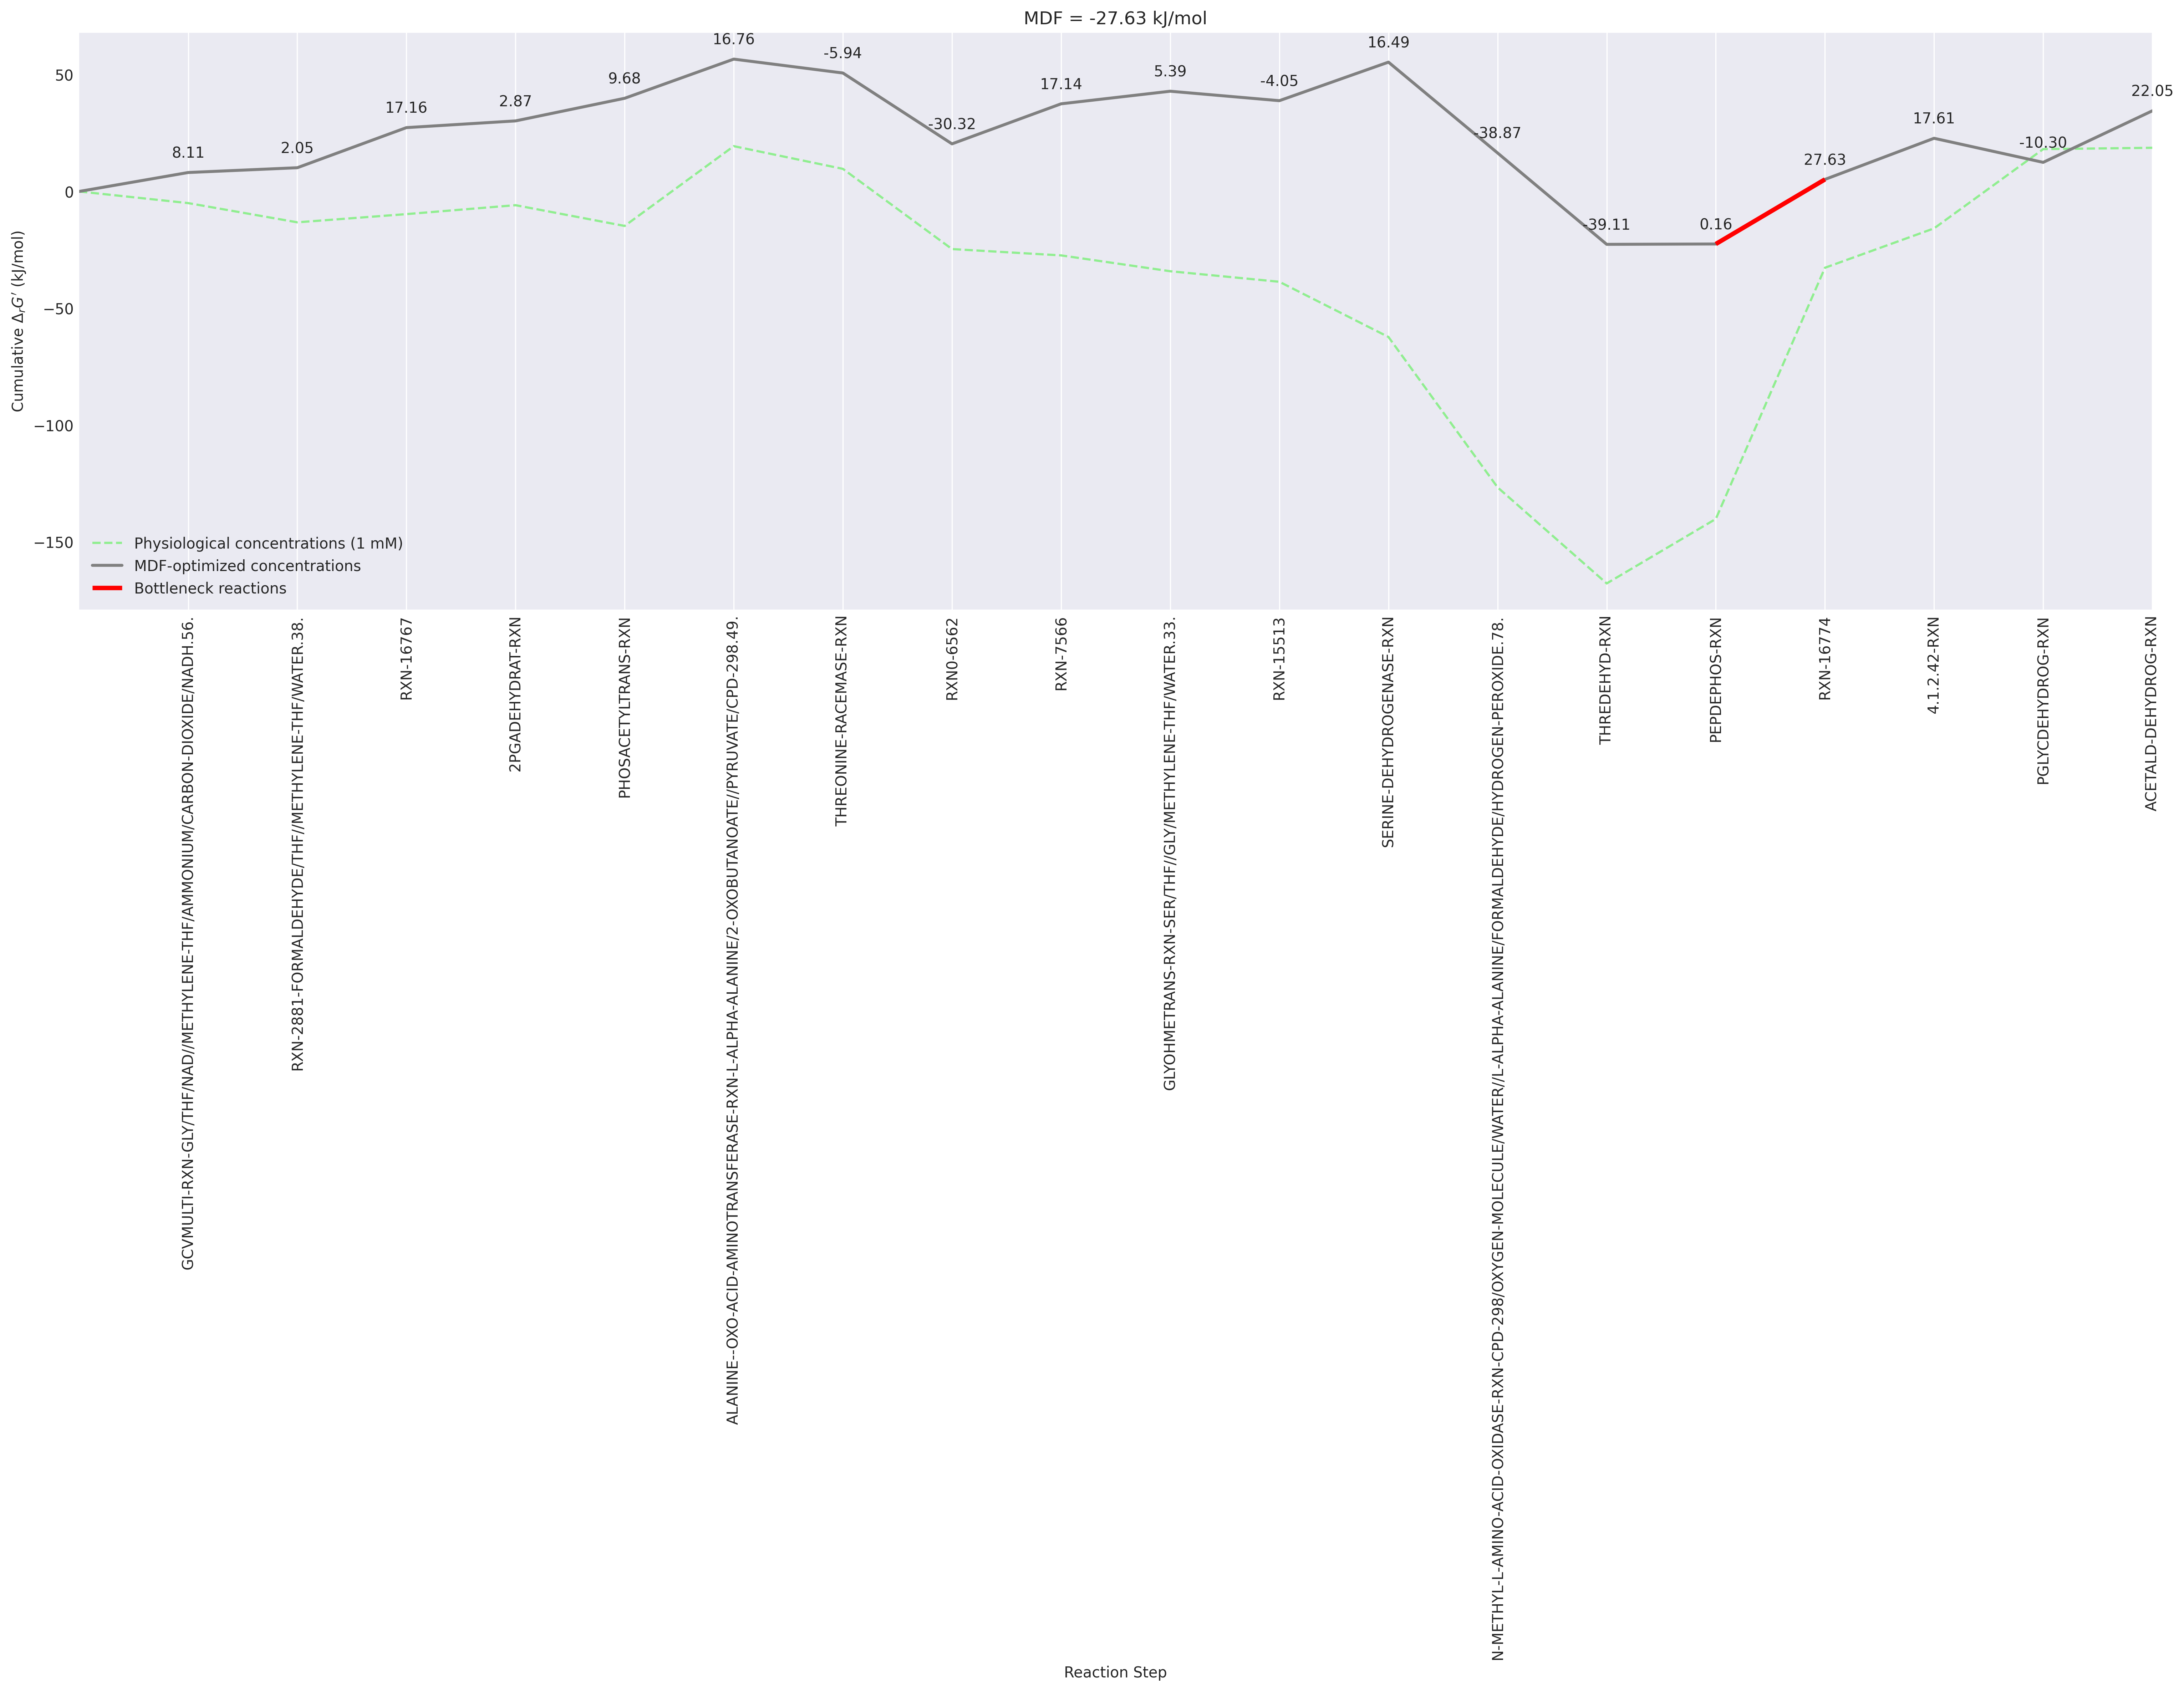 MDF = -27.63 kJ/mol
Cumulative ΔrG′ (kJ/mol)
50
0
−50
−100
−150
8.11
2.05
17.16
2.87
9.68
16.76
-5.94
-30.32
17.14
5.39
-4.05
16.49
-38.87
-39.11
0.16
27.63
17.61
-10.30
22.05
Physiological concentrations (1 mM)
MDF-optimized concentrations
Bottleneck reactions
GCVMULTI-RXN-GLY/THF/NAD//METHYLENE-THF/AMMONIUM/CARBON-DIOXIDE/NADH.56.
RXN-2881-FORMALDEHYDE/THF//METHYLENE-THF/WATER.38.
RXN-16767
2PGADEHYDRAT-RXN
PHOSACETYLTRANS-RXN
ALANINE--OXO-ACID-AMINOTRANSFERASE-RXN-L-ALPHA-ALANINE/2-OXOBUTANOATE//PYRUVATE/CPD-298.49.
THREONINE-RACEMASE-RXN
RXN0-6562
RXN-7566
GLYOHMETRANS-RXN-SER/THF//GLY/METHYLENE-THF/WATER.33.
RXN-15513
SERINE-DEHYDROGENASE-RXN
N-METHYL-L-AMINO-ACID-OXIDASE-RXN-CPD-298/OXYGEN-MOLECULE/WATER//L-ALPHA-ALANINE/FORMALDEHYDE/HYDROGEN-PEROXIDE.78.
THREDEHYD-RXN
PEPDEPHOS-RXN
RXN-16774
4.1.2.42-RXN
PGLYCDEHYDROG-RXN
ACETALD-DEHYDROG-RXN
Reaction Step